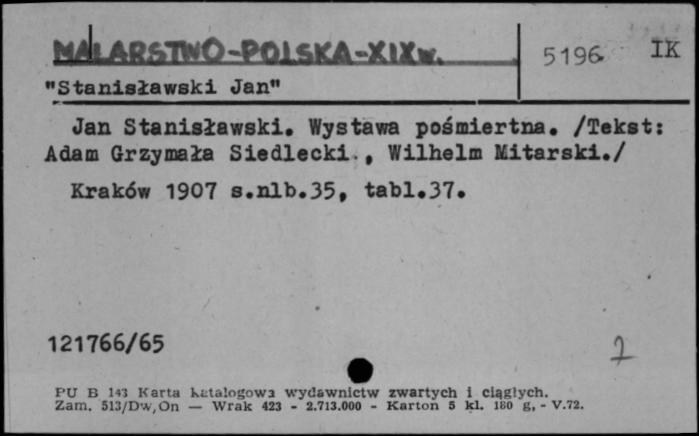 MALARSTWO-POLSKA-XIXw. 5196 IK
"Stanisławski Jan"
Jan Stanisławski. Wystawa pośmiertna. /Tekst:
Adam Grzymała Siedlecki., Wilhelm Mitarski./
Kraków 1907 s.nlb.35, tabl.37.
121766/65 2
PU B 143 Karta katalogowa wydawnictw zwartych i ciągłych.
Zam. 513/Dw,On — Wrak 423 - 2.713.000 - Karton 5 kl. 180 g, - V.72.